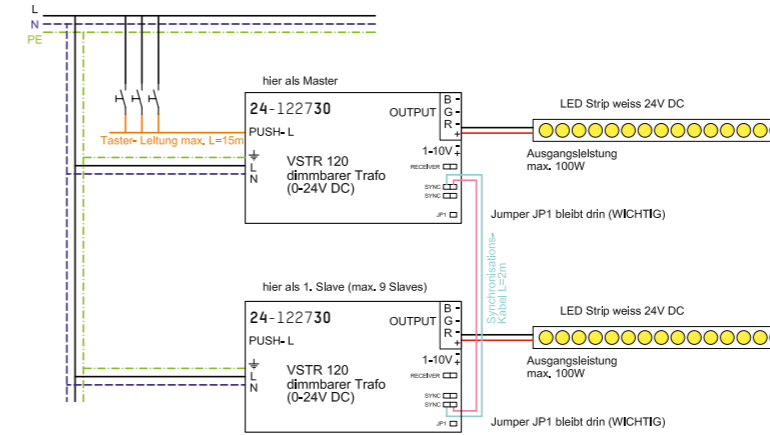 L
N
PE
hier als Master
24-122730
PUSH-L
Taster-Leitung max. L=15m
L
N
VSTR 120
dimmbarer Trafo
(0-24V DC)
OUTPUT
B -
G -
R -
+
1-10V
-
+
RECEIVER
SYNC
SYNC
JP1
LED Strip weiss 24V DC
Ausgangsleistung
max. 100W
Jumper JP1 bleibt drin (WICHTIG)
Synchronisations-
Kabel L=2m
hier als 1. Slave (max. 9 Slaves)
24-122730
PUSH-L
L
N
VSTR 120
dimmbarer Trafo
(0-24V DC)
OUTPUT
B -
G -
R -
+
1-10V
-
+
RECEIVER
SYNC
SYNC
JP1
LED Strip weiss 24V DC
Ausgangsleistung
max. 100W
Jumper JP1 bleibt drin (WICHTIG)